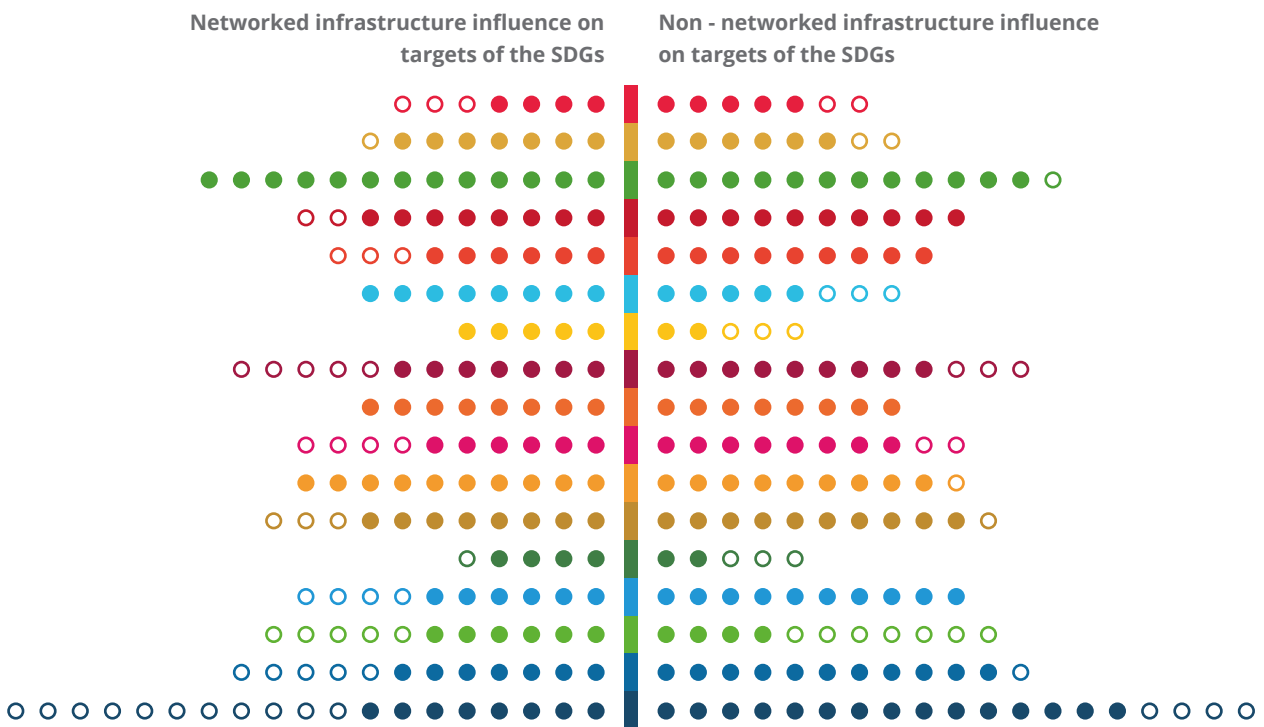 Networked infrastructure influence on
targets of the SDGs
Non - networked infrastructure influence
on targets of the SDGs